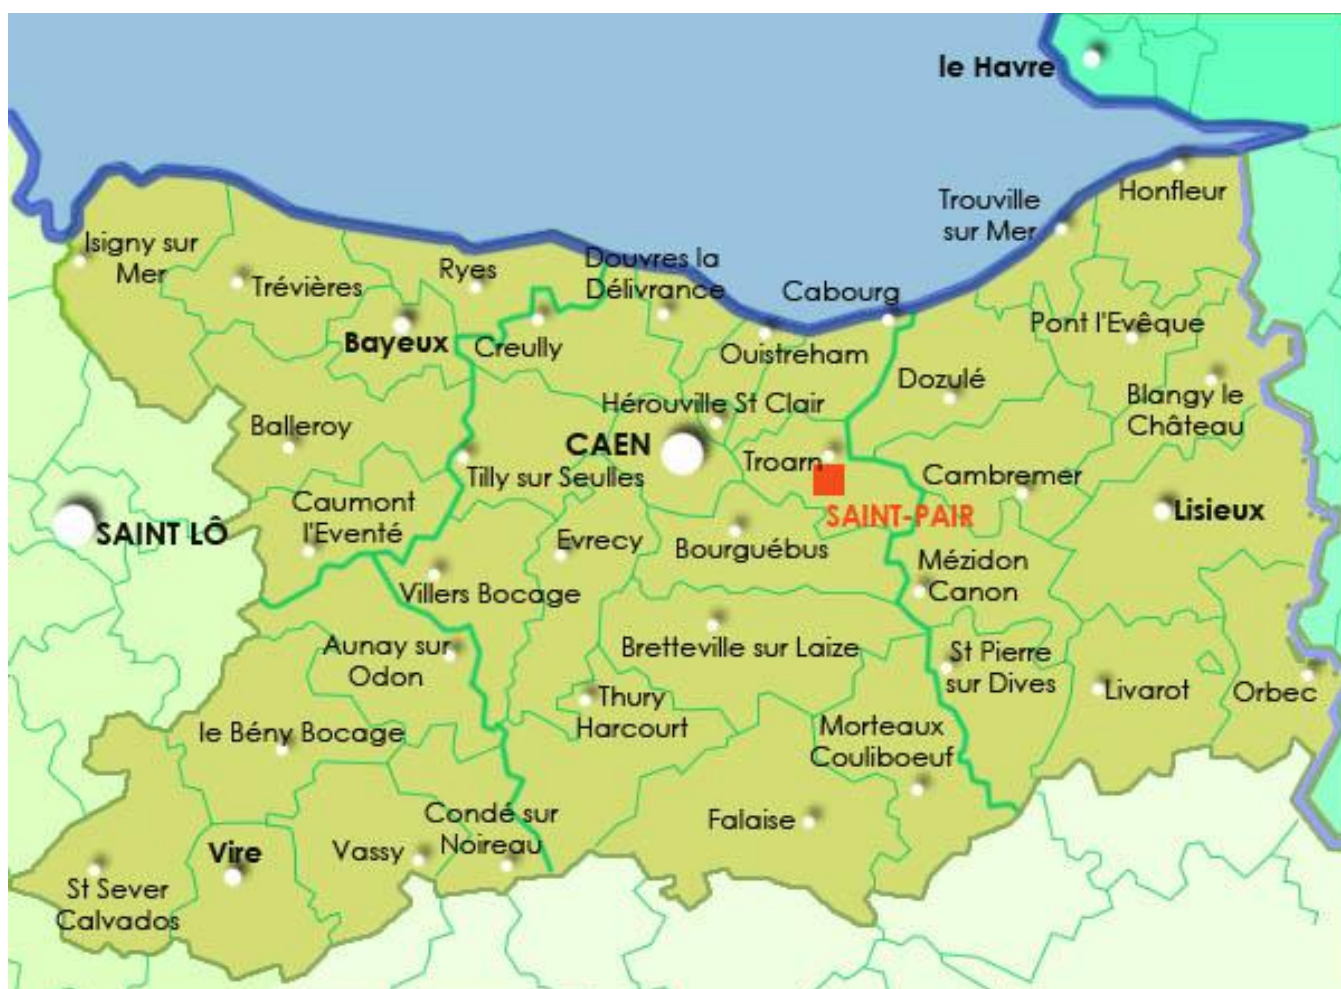 le Havre
Honfleur
Trouville
sur Mer
Isigny sur
Mer
Trévières
Ryes
Douvres la
Délivrance
Cabourg
Bayeux
Creully
Ouistreham
Pont l'Evêque
Dozulé
Blangy le
Château
Hérouville St Clair
Balleroy
CAEN
Troarn
Tilly sur Seulles
Cambremer
SAINT LÔ
Caumont
l'Eventé
SAINT-PAIR
Lisieux
Evrecy
Bourguébus
Mézidon
Canon
Villers Bocage
Aunay sur
Odon
Bretteville sur Laize
St Pierre
sur Dives
Livarot
Orbec
Thury
Harcourt
le Bény Bocage
Morteaux
Couliboeuf
Condé sur
Noireau
Falaise
Vire
Vassy
St Sever
Calvados